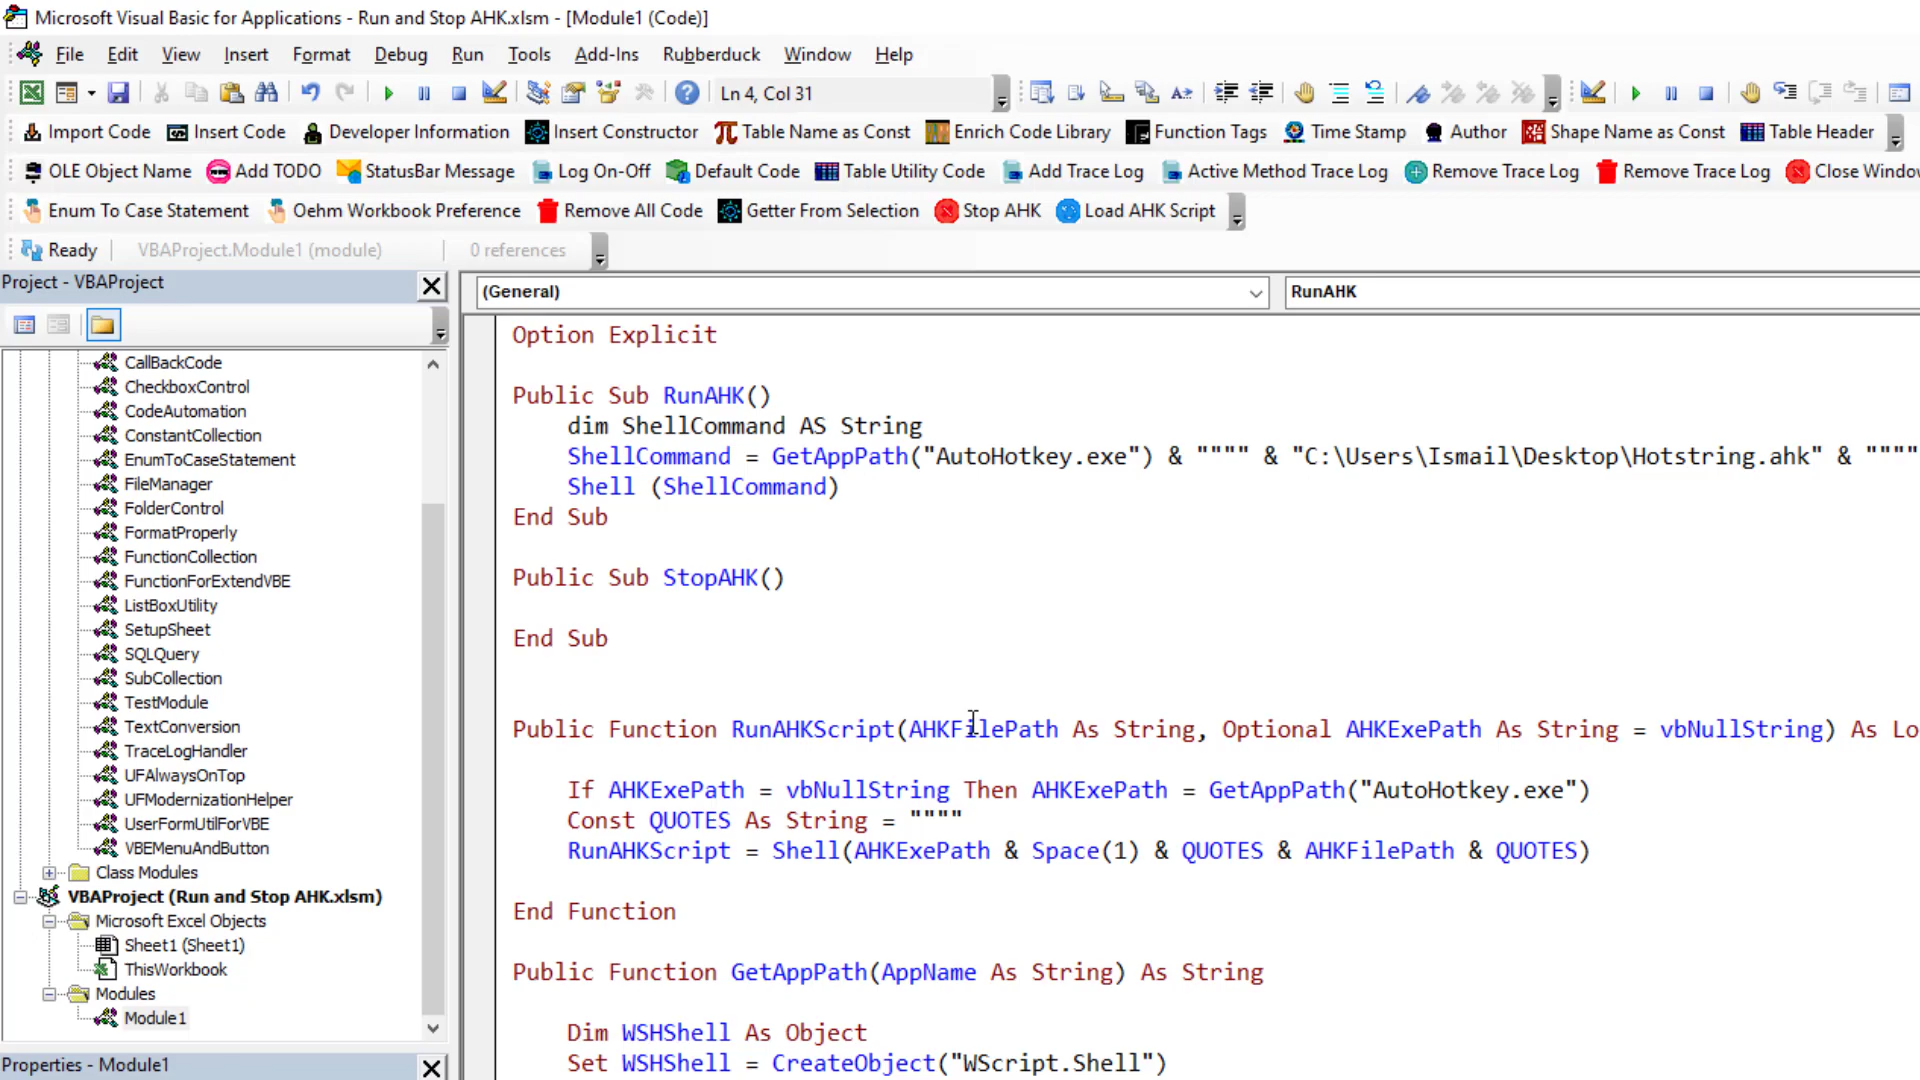 Microsoft Visual Basic for Applications - Run and Stop AHK.xlsm - [Module1 (Code)]
File Edit View Insert Format Debug Run Tools Add-Ins Rubberduck Window Help
Ln 4, Col 31
Import Code Insert Code Developer Information Insert Constructor Table Name as Const Enrich Code Library Function Tags Time Stamp Author Shape Name as Const Table Header
OLE Object Name Add TODO StatusBar Message Log On-Off Default Code Table Utility Code Add Trace Log Active Method Trace Log Remove Trace Log Remove Trace Log Close Windo
Enum To Case Statement Oehm Workbook Preference Remove All Code Getter From Selection Stop AHK Load AHK Script
Ready VBAProject.Module1 (module) 0 references
Project - VBAProject
CallBackCode
CheckboxControl
CodeAutomation
ConstantCollection
EnumToCaseStatement
FileManager
FolderControl
FormatProperly
FunctionCollection
FunctionForExtendVBE
ListBoxUtility
SetupSheet
SQLQuery
SubCollection
TestModule
TextConversion
TraceLogHandler
UFAlwaysOnTop
UFModernizationHelper
UserFormUtilForVBE
VBEMenuAndButton
Class Modules
VBAProject (Run and Stop AHK.xlsm)
Microsoft Excel Objects
Sheet1 (Sheet1)
ThisWorkbook
Modules
Module1
Properties - Module1
(General) RunAHK
Option Explicit
Public Sub RunAHK()
dim ShellCommand AS String
ShellCommand = GetAppPath("AutoHotkey.exe") & """" & "C:\Users\Ismail\Desktop\Hotstring.ahk" & """"
Shell (ShellCommand)
End Sub
Public Sub StopAHK()
End Sub
Public Function RunAHKScript(AHKFilePath As String, Optional AHKExePath As String = vbNullString) As Lo
If AHKExePath = vbNullString Then AHKExePath = GetAppPath("AutoHotkey.exe")
Const QUOTES As String = """"
RunAHKScript = Shell(AHKExePath & Space(1) & QUOTES & AHKFilePath & QUOTES)
End Function
Public Function GetAppPath(AppName As String) As String
Dim WSHShell As Object
Set WSHShell = CreateObject("WScript.Shell")